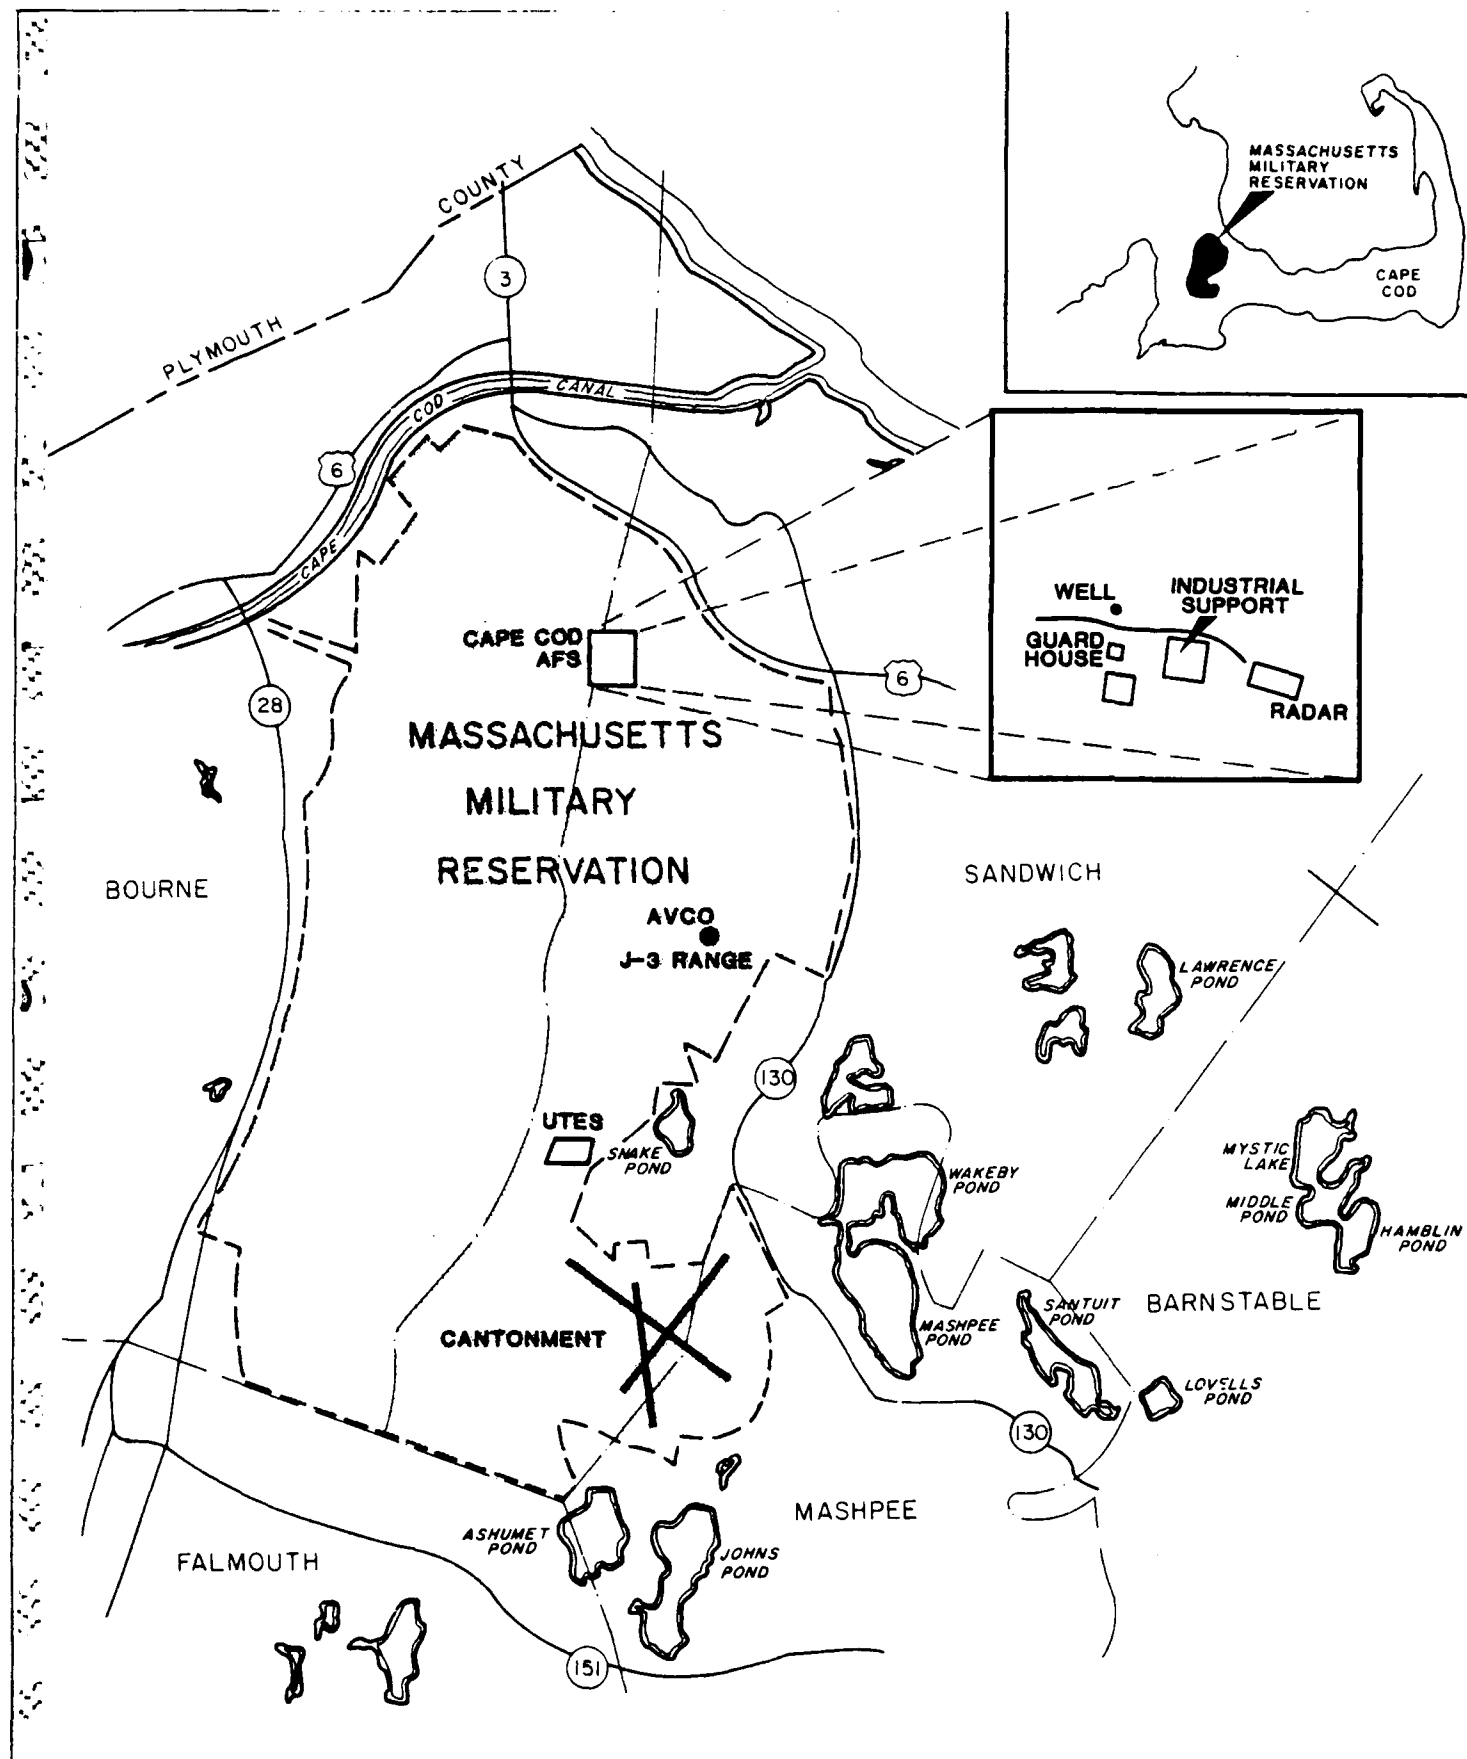 COUNTY
PLYMOUTH
3
MASSACHUSETTS
MILITARY
RESERVATION
CAPE
COD
CANAL
COD
CAPE
6
28
CAPE COD
AFS
6
WELL
INDUSTRIAL
SUPPORT
GUARD
HOUSE
RADAR
MASSACHUSETTS
MILITARY
RESERVATION
BOURNE
SANDWICH
AVCO
J-3 RANGE
LAWRENCE
POND
130
UTES
SNAKE
POND
WAKEBY
POND
MYSTIC
LAKE
MIDDLE
POND
HAMBLIN
POND
CANTONMENT
MASHPEE
POND
SANTUIT
POND
BARNSTABLE
LOVELLS
POND
130
MASHPEE
ASHUMET
POND
JOHNS
POND
FALMOUTH
151